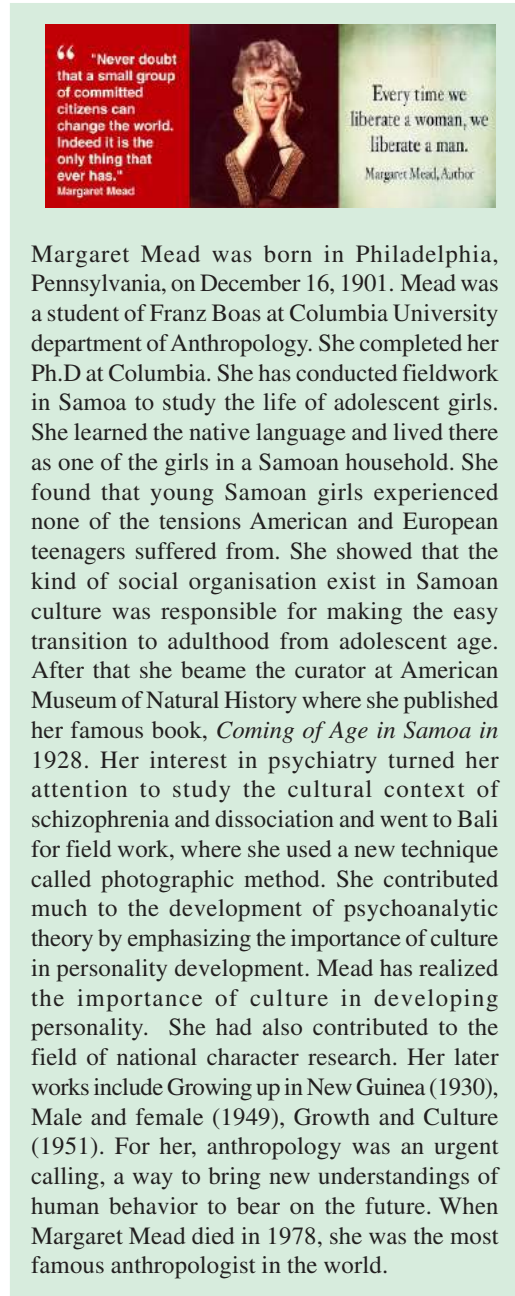 “ "Never doubt
that a small group
of committed
citizens can
change the world.
Indeed it is the
only thing that
ever has."
Margaret Mead
Every time we
liberate a woman, we
liberate a man.
Margaret Mead, Author
Margaret Mead was born in Philadelphia,
Pennsylvania, on December 16, 1901. Mead was
a student of Franz Boas at Columbia University
department of Anthropology. She completed her
Ph.D at Columbia. She has conducted fieldwork
in Samoa to study the life of adolescent girls.
She learned the native language and lived there
as one of the girls in a Samoan household. She
found that young Samoan girls experienced
none of the tensions American and European
teenagers suffered from. She showed that the
kind of social organisation exist in Samoan
culture was responsible for making the easy
transition to adulthood from adolescent age.
After that she beame the curator at American
Museum of Natural History where she published
her famous book, Coming of Age in Samoa in
1928. Her interest in psychiatry turned her
attention to study the cultural context of
schizophrenia and dissociation and went to Bali
for field work, where she used a new technique
called photographic method. She contributed
much to the development of psychoanalytic
theory by emphasizing the importance of culture
in personality development. Mead has realized
the importance of culture in developing
personality. She had also contributed to the
field of national character research. Her later
works include Growing up in New Guinea (1930),
Male and female (1949), Growth and Culture
(1951). For her, anthropology was an urgent
calling, a way to bring new understandings of
human behavior to bear on the future. When
Margaret Mead died in 1978, she was the most
famous anthropologist in the world.